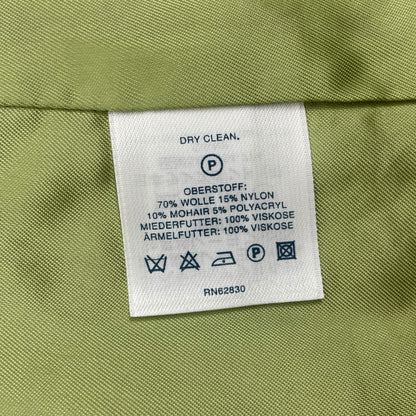 DRY CLEAN.
P
OBERSTOFF:
70% WOLLE 15% NYLON
10% MOHAIR 5% POLYACRYL
MIEDERFUTTER: 100% VISKOSE
ÄRMELFUTTER: 100% VISKOSE
P
RN62830